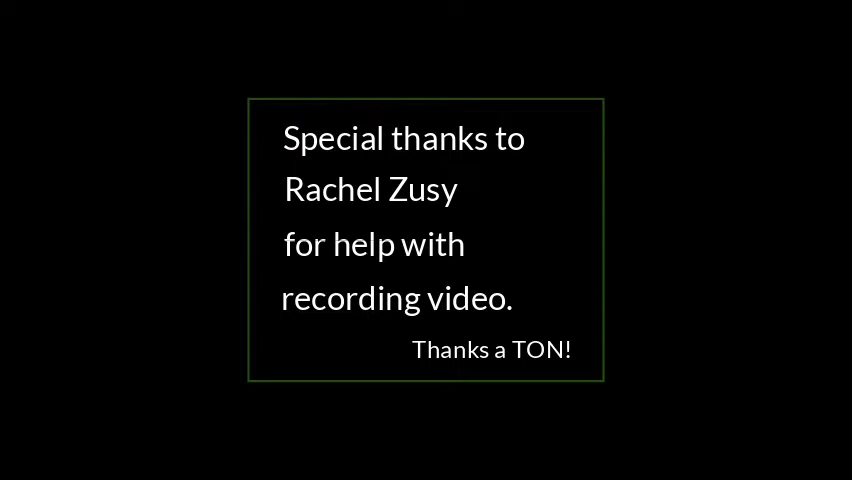 Special thanks to
Rachel Zusy
for help with
recording video.
Thanks a TON!